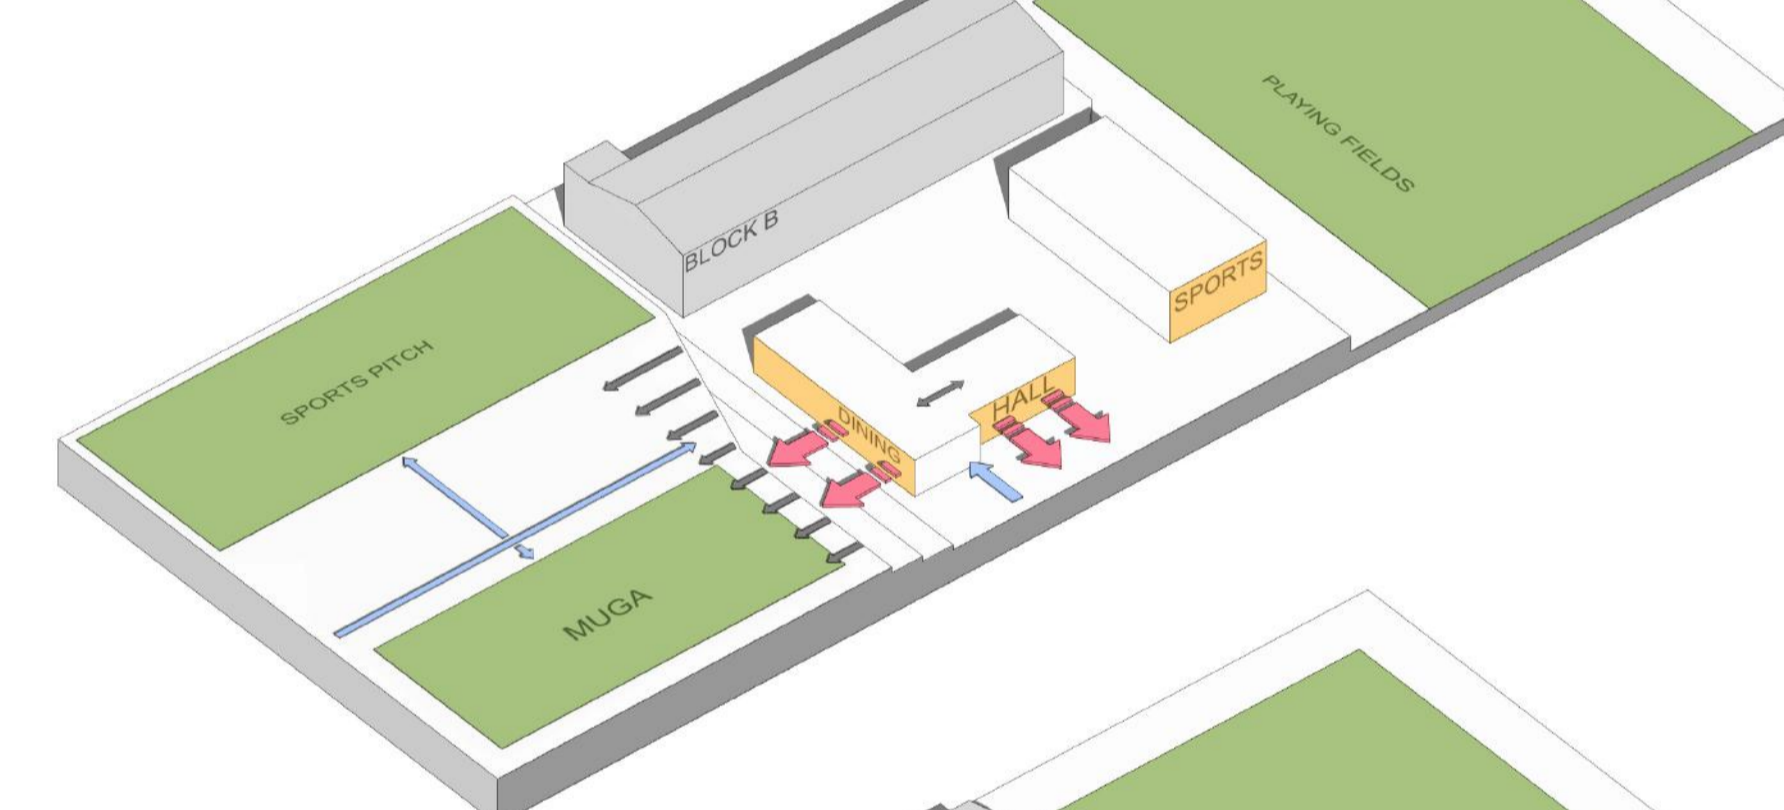 PLAYING FIELDS
BLOCK B
SPORTS
SPORTS PITCH
HALL
DINING
MUGA